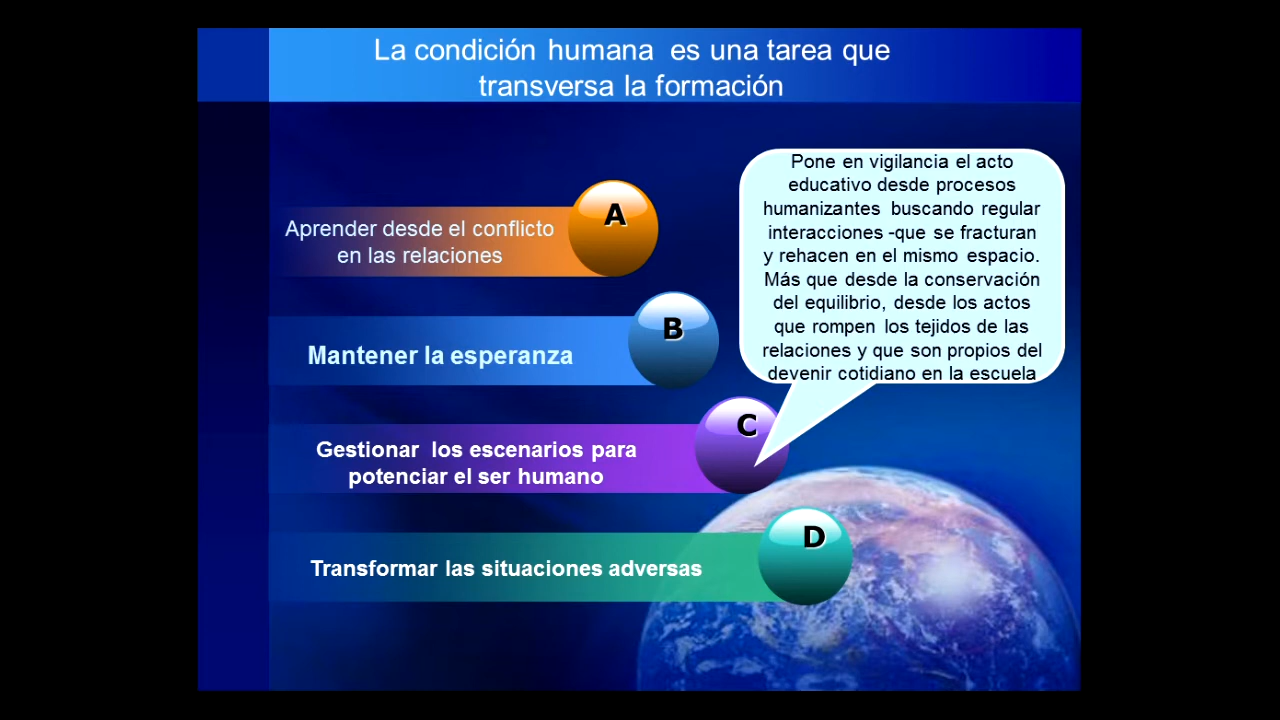 La condición humana  es una tarea que
transversa la formación
Aprender desde el conflicto
en las relaciones
A
Mantener la esperanza
B
Gestionar  los escenarios para
potenciar el ser humano
C
Transformar las situaciones adversas
D
Pone en vigilancia el acto
educativo desde procesos
humanizantes  buscando regular
interacciones -que se fracturan
y rehacen en el mismo espacio.
Más que desde la conservación
del equilibrio, desde los actos
que rompen  los tejidos de las
relaciones y que son propios del
devenir cotidiano en la escuela